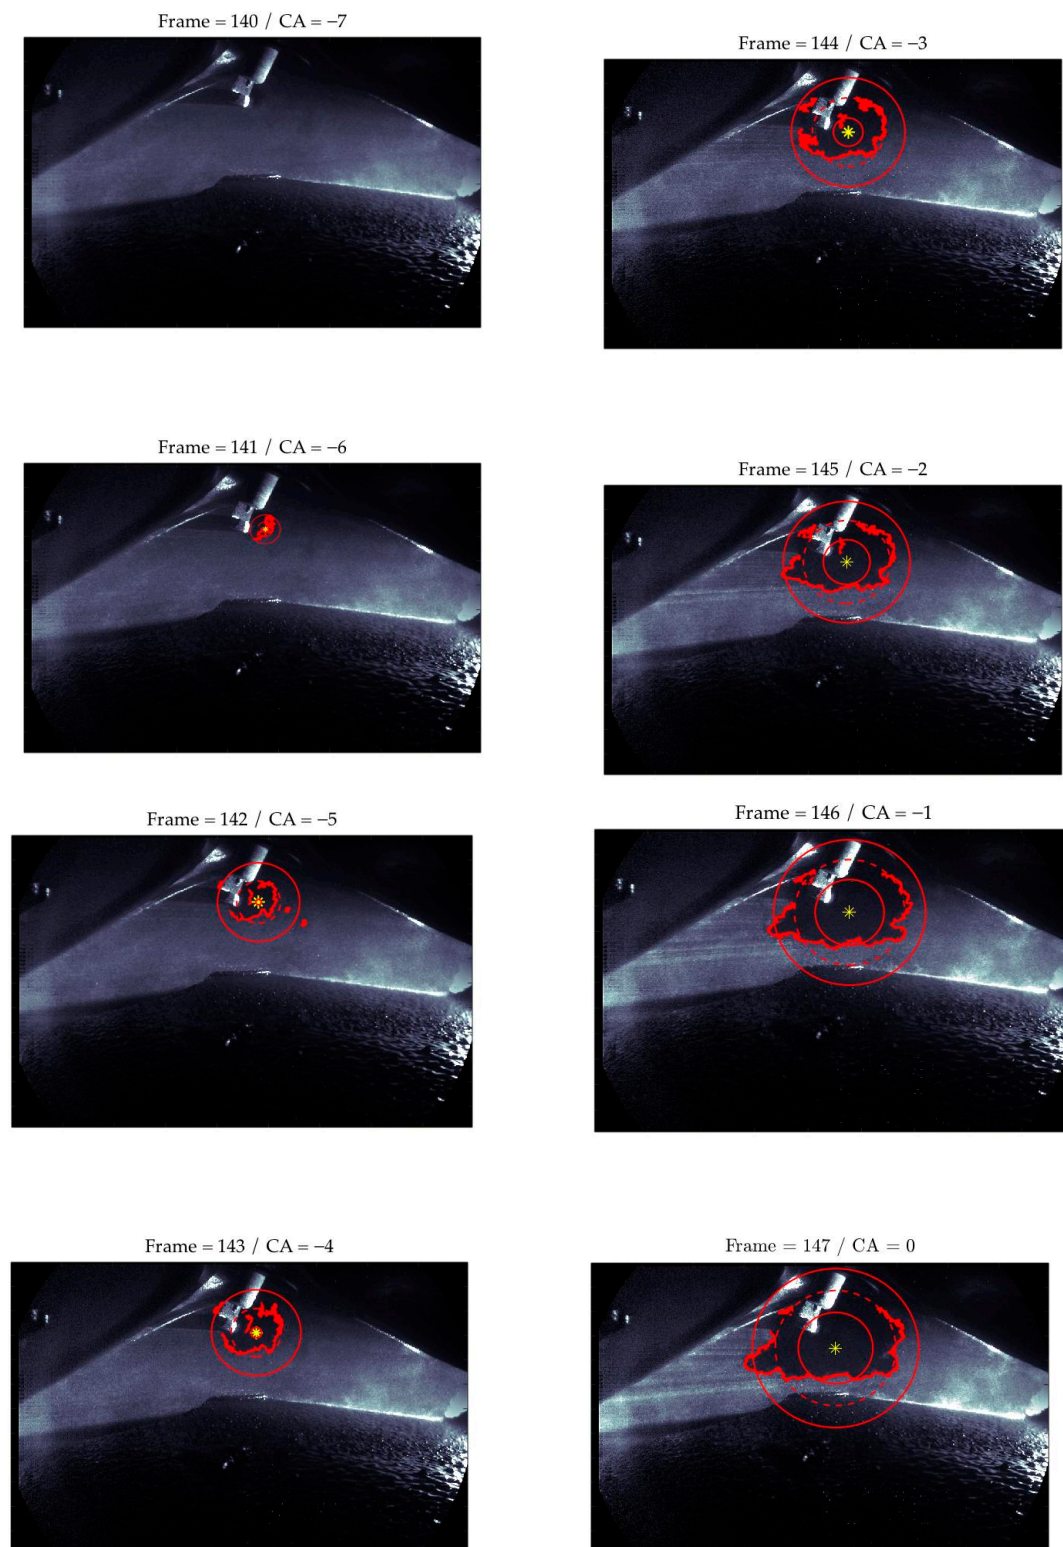 Frame = 140 / CA = −7
Frame = 144 / CA = −3
Frame = 141 / CA = −6
Frame = 145 / CA = −2
Frame = 142 / CA = −5
Frame = 146 / CA = −1
Frame = 143 / CA = −4
Frame = 147 / CA = 0